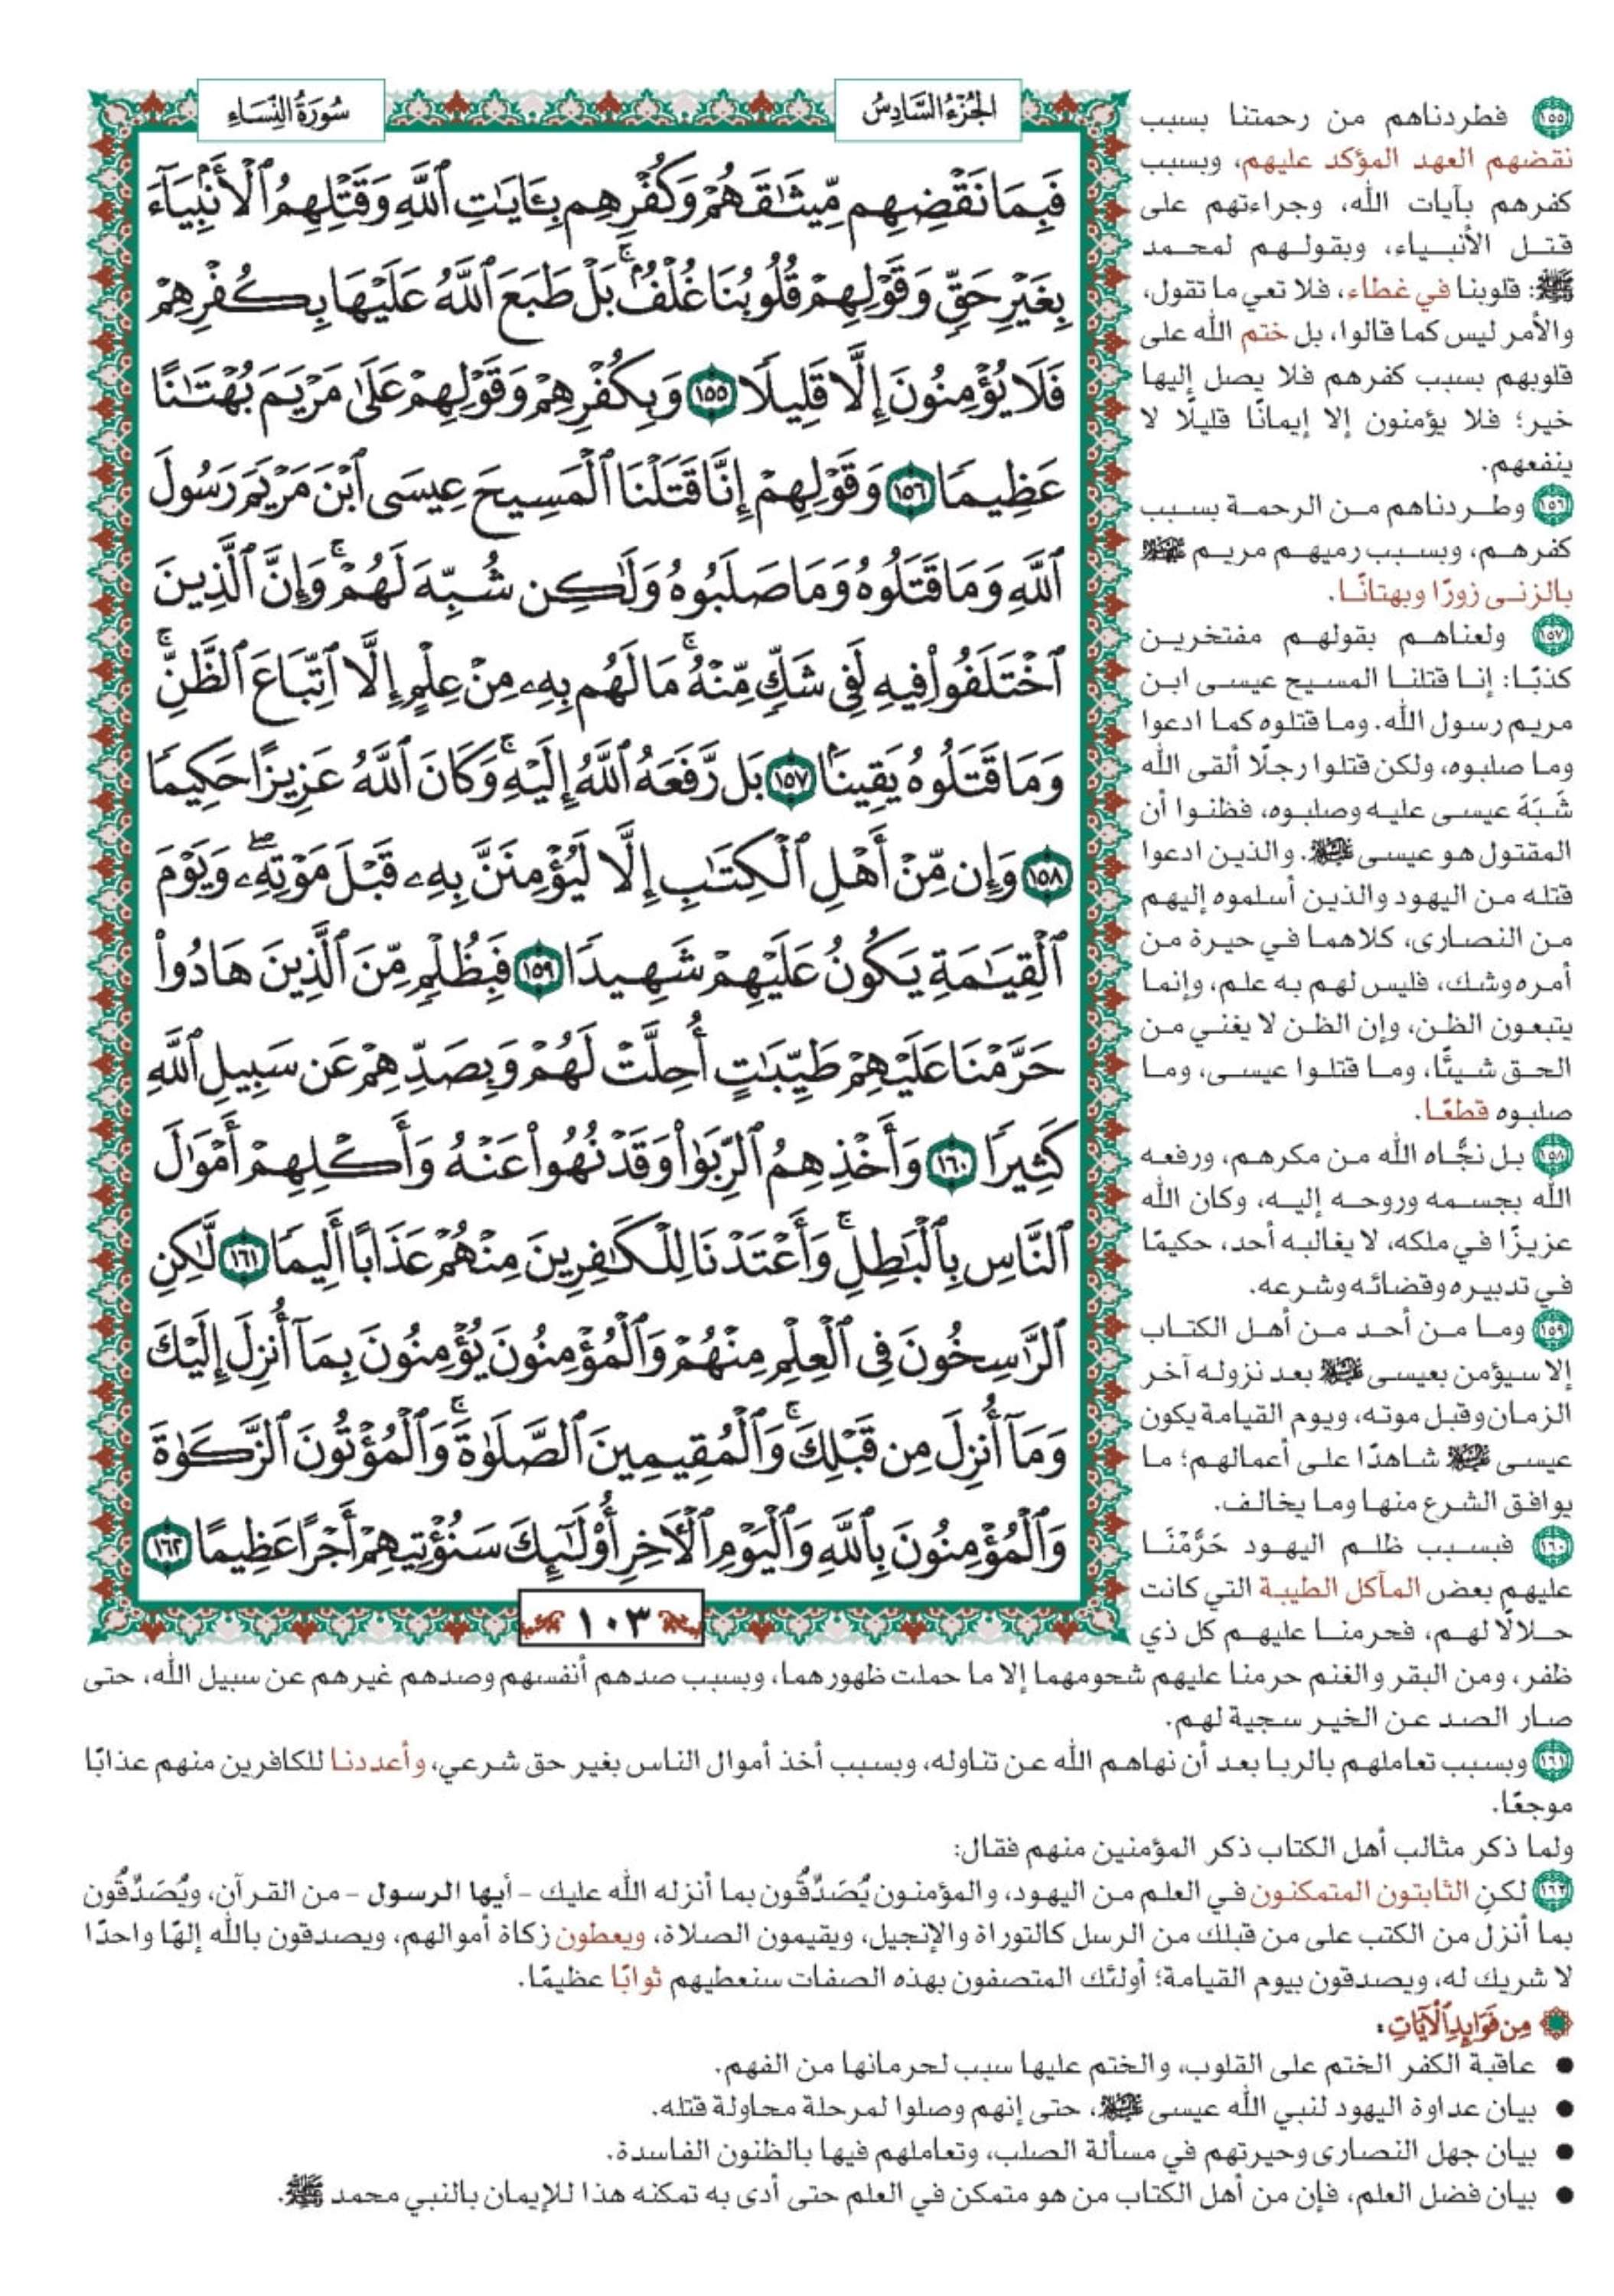 الجُزْءُ السَّادِسُ
سُورَةُ النِّسَاءِ
فَبِمَا نَقْضِهِم مِّيثَـٰقَهُمْ وَكُفْرِهِم بِـَٔايَـٰتِ ٱللَّهِ وَقَتْلِهِمُ ٱلْأَنۢبِيَآءَ
بِغَيْرِ حَقٍّ وَقَوْلِهِمْ قُلُوبُنَا غُلْفٌۢۚ بَلْ طَبَعَ ٱللَّهُ عَلَيْهَا بِكُفْرِهِمْ
فَلَا يُؤْمِنُونَ إِلَّا قَلِيلًا ١٥٥ وَبِكُفْرِهِمْ وَقَوْلِهِمْ عَلَىٰ مَرْيَمَ بُهْتَـٰنًا
عَظِيمًا ١٥٦ وَقَوْلِهِمْ إِنَّا قَتَلْنَا ٱلْمَسِيحَ عِيسَى ٱبْنَ مَرْيَمَ رَسُولَ
ٱللَّهِ وَمَا قَتَلُوهُ وَمَا صَلَبُوهُ وَلَـٰكِن شُبِّهَ لَهُمْۚ وَإِنَّ ٱلَّذِينَ
ٱخْتَلَفُوا۟ فِيهِ لَفِى شَكٍّ مِّنْهُۚ مَا لَهُم بِهِۦ مِنْ عِلْمٍ إِلَّا ٱتِّبَاعَ ٱلظَّنِّۚ
وَمَا قَتَلُوهُ يَقِينًۢا ١٥٧ بَل رَّفَعَهُ ٱللَّهُ إِلَيْهِۚ وَكَانَ ٱللَّهُ عَزِيزًا حَكِيمًا
١٥٨ وَإِن مِّنْ أَهْلِ ٱلْكِتَـٰبِ إِلَّا لَيُؤْمِنَنَّ بِهِۦ قَبْلَ مَوْتِهِۦۖ وَيَوْمَ
ٱلْقِيَـٰمَةِ يَكُونُ عَلَيْهِمْ شَهِيدًا ١٥٩ فَبِظُلْمٍ مِّنَ ٱلَّذِينَ هَادُوا۟
حَرَّمْنَا عَلَيْهِمْ طَيِّبَـٰتٍ أُحِلَّتْ لَهُمْ وَبِصَدِّهِمْ عَن سَبِيلِ ٱللَّهِ
كَثِيرًا ١٦٠ وَأَخْذِهِمُ ٱلرِّبَوٰا۟ وَقَدْ نُهُوا۟ عَنْهُ وَأَكْلِهِمْ أَمْوَٰلَ
ٱلنَّاسِ بِٱلْبَـٰطِلِۚ وَأَعْتَدْنَا لِلْكَـٰفِرِينَ مِنْهُمْ عَذَابًا أَلِيمًا ١٦١ لَّـٰكِنِ
ٱلرَّٰسِخُونَ فِى ٱلْعِلْمِ مِنْهُمْ وَٱلْمُؤْمِنُونَ يُؤْمِنُونَ بِمَآ أُنزِلَ إِلَيْكَ
وَمَآ أُنزِلَ مِن قَبْلِكَۚ وَٱلْمُقِيمِينَ ٱلصَّلَوٰةَۚ وَٱلْمُؤْتُونَ ٱلزَّكَوٰةَ
وَٱلْمُؤْمِنُونَ بِٱللَّهِ وَٱلْيَوْمِ ٱلْـَٔاخِرِ أُو۟لَـٰٓئِكَ سَنُؤْتِيهِمْ أَجْرًا عَظِيمًا ١٦٢
١٠٣
١٥٥ فطردناهم من رحمتنا بسبب
نقضهم العهد المؤكد عليهم، وبسبب
كفرهم بآيات الله، وجراءتهم على
قتل الأنبياء، وبقولهم لمحمد
ﷺ: قلوبنا في غطاء، فلا تعي ما تقول،
والأمر ليس كما قالوا، بل ختم الله على
قلوبهم بسبب كفرهم فلا يصل إليها
خير؛ فلا يؤمنون إلا إيمانًا قليلًا لا
ينفعهم.
١٥٦ وطردناهم من الرحمة بسبب
كفرهم، وبسبب رميهم مريم
بالزنى زورًا وبهتانًا.
١٥٧ ولعناهم بقولهم مفتخرين
كذبًا: إنا قتلنا المسيح عيسى ابن
مريم رسول الله. وما قتلوه كما ادعوا
وما صلبوه، ولكن قتلوا رجلًا ألقى الله
شَبَهَ عيسى عليه وصلبوه، فظنوا أن
المقتول هو عيسى. والذين ادعوا
قتله من اليهود والذين أسلموه إليهم
من النصارى، كلاهما في حيرة من
أمره وشك، فليس لهم به علم، وإنما
يتبعون الظن، وإن الظن لا يغني من
الحق شيئًا، وما قتلوا عيسى، وما
صلبوه قطعًا.
١٥٨ بل نجَّاه الله من مكرهم، ورفعه
الله بجسمه وروحه إليه، وكان الله
عزيزًا في ملكه، لا يغالبه أحد، حكيمًا
في تدبيره وقضائه وشرعه.
١٥٩ وما من أحد من أهل الكتاب
إلا سيؤمن بعيسى بعد نزوله آخر
الزمان وقبل موته، ويوم القيامة يكون
عيسى شاهدًا على أعمالهم؛ ما
يوافق الشرع منها وما يخالف.
١٦٠ فبسبب ظلم اليهود حَرَّمْنَا
عليهم بعض المآكل الطيبة التي كانت
حلالًا لهم، فحرمنا عليهم كل ذي
ظفر، ومن البقر والغنم حرمنا عليهم شحومهما إلا ما حملت ظهورهما، وبسبب صدهم أنفسهم وصدهم غيرهم عن سبيل الله، حتى
صار الصد عن الخير سجية لهم.
١٦١ وبسبب تعاملهم بالربا بعد أن نهاهم الله عن تناوله، وبسبب أخذ أموال الناس بغير حق شرعي، وأعددنا للكافرين منهم عذابًا
موجعًا.
ولما ذكر مثالب أهل الكتاب ذكر المؤمنين منهم فقال:
١٦٢ لكن الثابتون المتمكنون في العلم من اليهود، والمؤمنون يُصَدِّقُون بما أنزله الله عليك - أيها الرسول - من القرآن، ويُصَدِّقُون
بما أنزل من الكتب على من قبلك من الرسل كالتوراة والإنجيل، ويقيمون الصلاة، ويعطون زكاة أموالهم، ويصدقون بالله إلهًا واحدًا
لا شريك له، ويصدقون بيوم القيامة؛ أولئك المتصفون بهذه الصفات سنعطيهم ثوابًا عظيمًا.
مِن فَوَائِدِ الْآيَاتِ:
● عاقبة الكفر الختم على القلوب، والختم عليها سبب لحرمانها من الفهم.
● بيان عداوة اليهود لنبي الله عيسى، حتى إنهم وصلوا لمرحلة محاولة قتله.
● بيان جهل النصارى وحيرتهم في مسألة الصلب، وتعاملهم فيها بالظنون الفاسدة.
● بيان فضل العلم، فإن من أهل الكتاب من هو متمكن في العلم حتى أدى به تمكنه هذا للإيمان بالنبي محمد ﷺ.